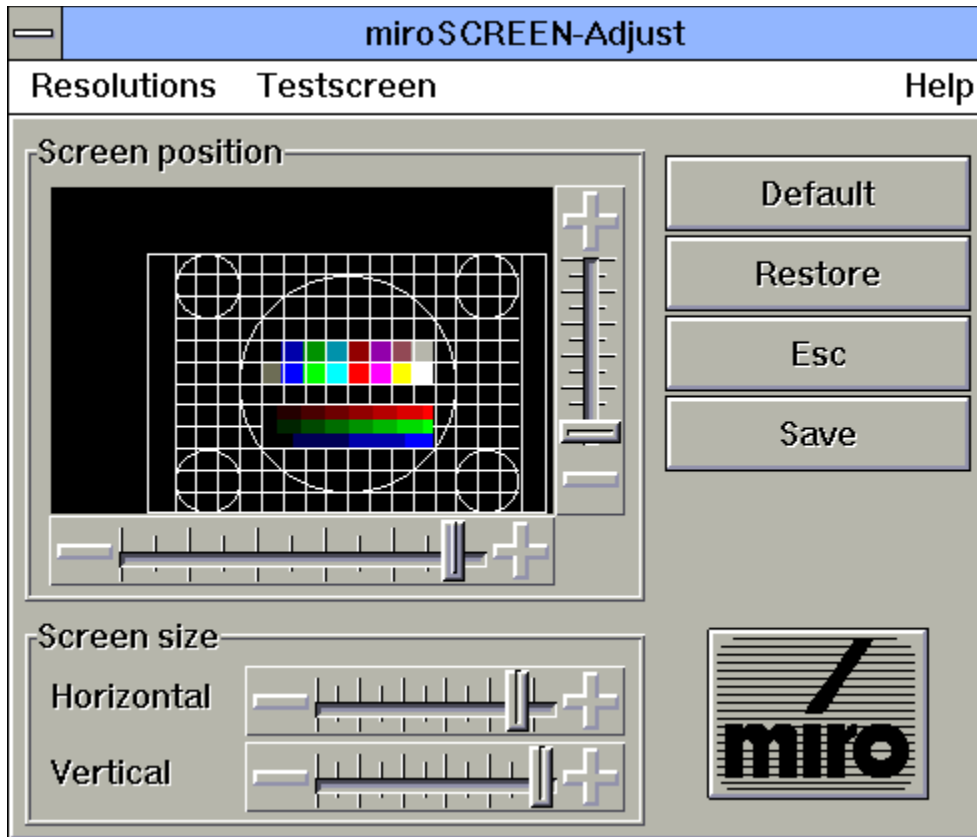 miroSCREEN-Adjust
Resolutions Testscreen Help
Screen position
Default
Restore
Esc
Save
Screen size
Horizontal
Vertical
miro